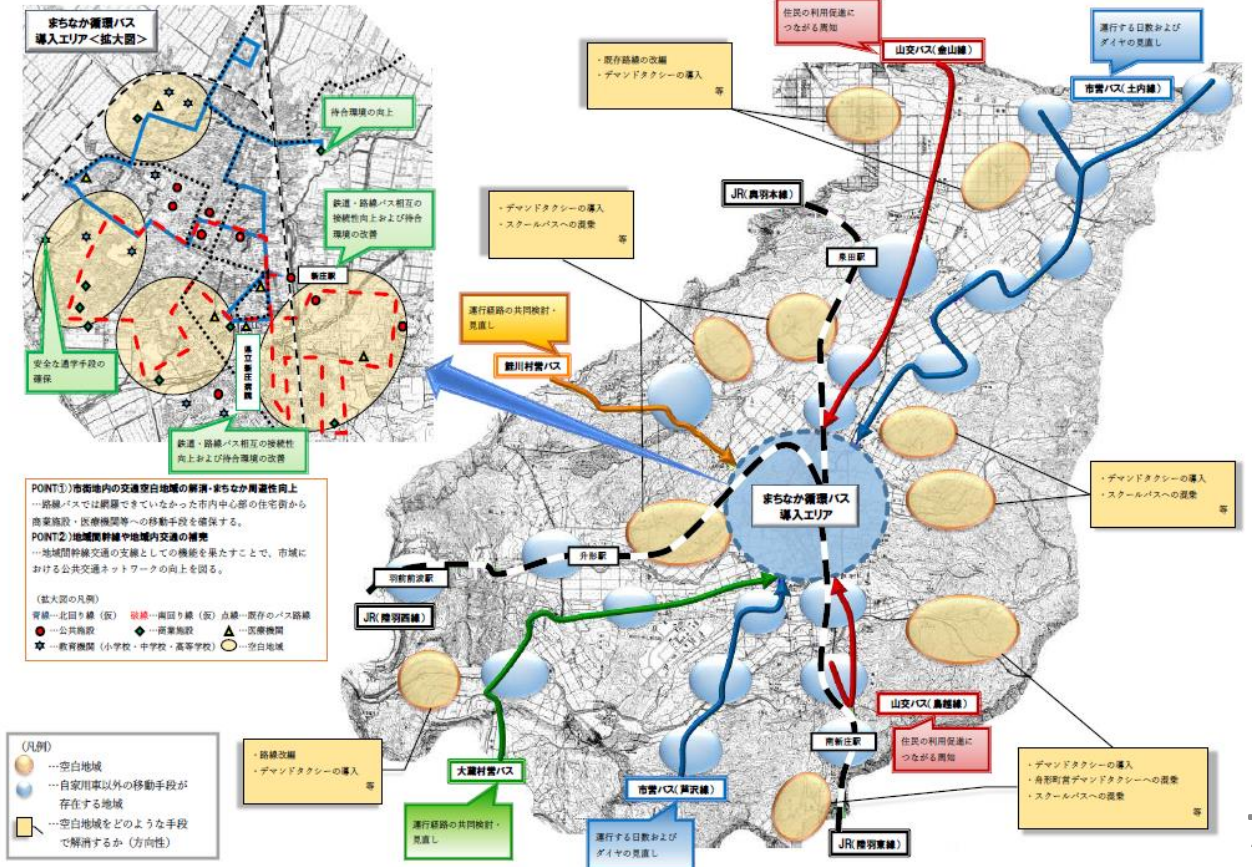 まちなか循環バス
導入エリア<拡大図>
待合環境の向上
鉄道・路線バス相互の
接続性向上および待合
環境の改善
新庄駅
県立新庄病院
安全な通学手段の
確保
鉄道・路線バス相互の接続性
向上および待合環境の改善
POINT①)市街地内の交通空白地域の解消・まちなか周遊性向上
…路線バスでは網羅できていなかった市内中心部の住宅街から
商業施設・医療機関等への移動手段を確保する。
POINT②)地域間幹線や地域内交通の補完
…地域間幹線交通の支線としての機能を果たすことで、市域に
おける公共交通ネットワークの向上を図る。
(拡大図の凡例)
青線…北回り線(仮) 破線…南回り線(仮) 点線…既存のバス路線
…公共施設 …商業施設 …医療機関
…教育機関(小学校・中学校・高等学校) …空白地域
(凡例)
…空白地域
…自家用車以外の移動手段が
存在する地域
…空白地域をどのような手段
で解消するか(方向性)
住民の利用促進に
つながる周知
山交バス(金山線)
運行する日数および
ダイヤの見直し
市営バス(土内線)
・既存路線の改編
・デマンドタクシーの導入
等
JR(奥羽本線)
泉田駅
・デマンドタクシーの導入
・スクールバスへの混乗
等
運行経路の共同検討・
見直し
鮭川村営バス
まちなか循環バス
導入エリア
・デマンドタクシーの導入
・スクールバスへの混乗
等
升形駅
羽前前波駅
JR(陸羽西線)
・路線改編
・デマンドタクシーの導入
等
大蔵村営バス
運行経路の共同検討・
見直し
市営バス(芦沢線)
運行する日数および
ダイヤの見直し
山交バス(鳥越線)
住民の利用促進に
つながる周知
南新庄駅
JR(陸羽東線)
・デマンドタクシーの導入
・舟形町営デマンドタクシーへの混乗
・スクールバスへの混乗
等